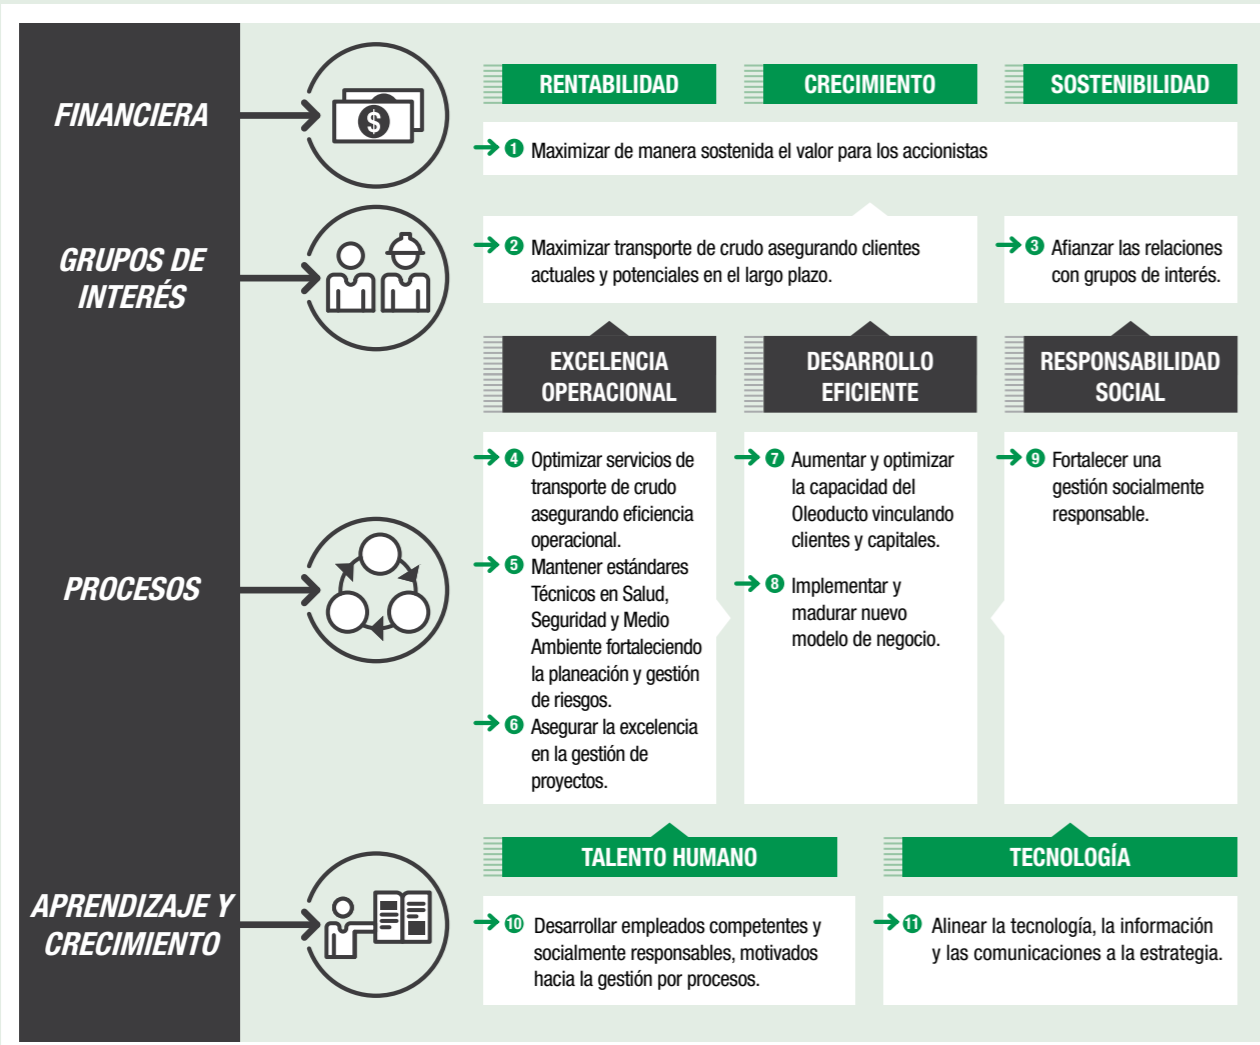 FINANCIERA
$
RENTABILIDAD
CRECIMIENTO
SOSTENIBILIDAD
1 Maximizar de manera sostenida el valor para los accionistas
GRUPOS DE
INTERÉS
2 Maximizar transporte de crudo asegurando clientes
actuales y potenciales en el largo plazo.
3 Afianzar las relaciones
con grupos de interés.
EXCELENCIA
OPERACIONAL
DESARROLLO
EFICIENTE
RESPONSABILIDAD
SOCIAL
PROCESOS
4 Optimizar servicios de
transporte de crudo
asegurando eficiencia
operacional.
5 Mantener estándares
Técnicos en Salud,
Seguridad y Medio
Ambiente fortaleciendo
la planeación y gestión
de riesgos.
6 Asegurar la excelencia
en la gestión de
proyectos.
7 Aumentar y optimizar
la capacidad del
Oleoducto vinculando
clientes y capitales.
8 Implementar y
madurar nuevo
modelo de negocio.
9 Fortalecer una
gestión socialmente
responsable.
APRENDIZAJE Y
CRECIMIENTO
TALENTO HUMANO
10 Desarrollar empleados competentes y
socialmente responsables, motivados
hacia la gestión por procesos.
TECNOLOGÍA
11 Alinear la tecnología, la información
y las comunicaciones a la estrategia.